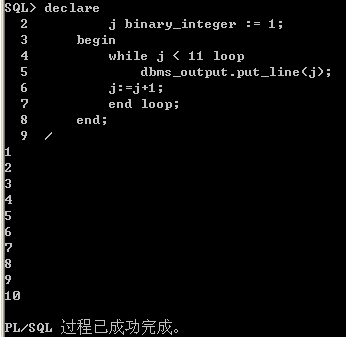 SQL> declare
  2          j binary_integer := 1;
  3      begin
  4          while j < 11 loop
  5              dbms_output.put_line(j);
  6          j:=j+1;
  7          end loop;
  8      end;
  9  /
1
2
3
4
5
6
7
8
9
10
PL/SQL 过程已成功完成。